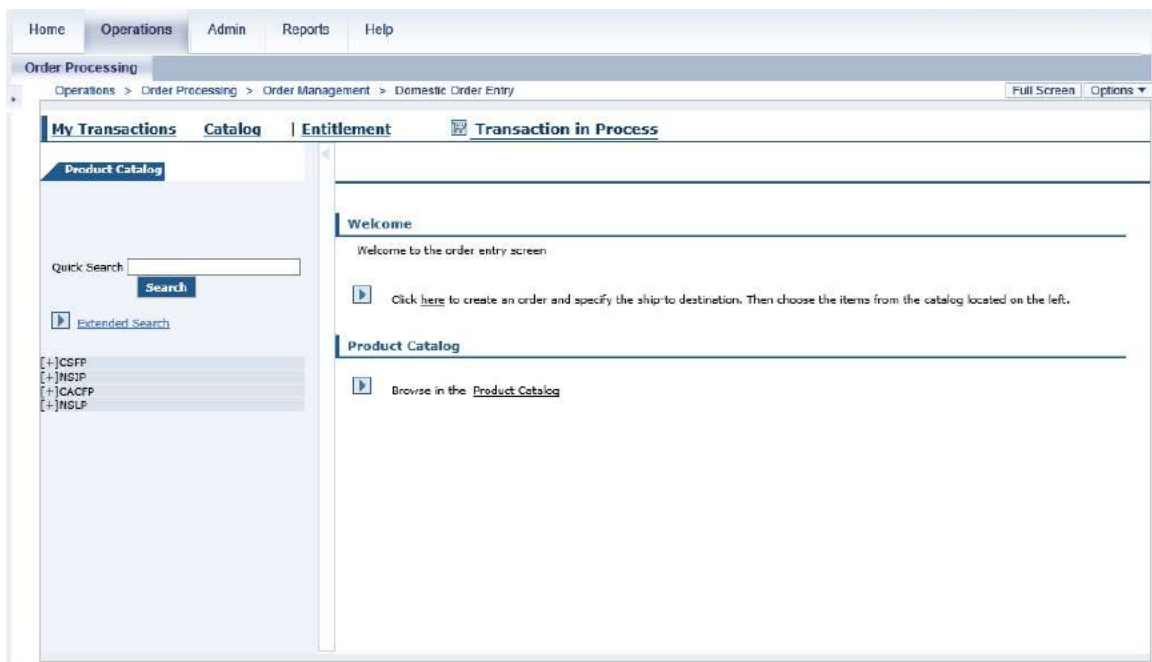 Home Operations Admin Reports Help
Order Processing
Operations > Order Processing > Order Management > Domestic Order Entry Full Screen Options
My Transactions Catalog | Entitlement Transaction in Process
Product Catalog
Welcome
Welcome to the order entry screen
Quick Search
Search
Click here to create an order and specify the ship-to destination. Then choose the items from the catalog located on the left.
Extended Search
Product Catalog
[+]CSFP
[+]NSIP
[+]CACFP
[+]NSLP
Browse in the Product Catalog